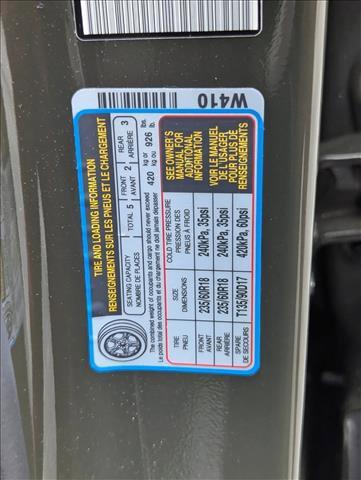 W410
TIRE AND LOADING INFORMATION
RENSEIGNEMENTS SUR LES PNEUS ET LE CHARGEMENT
SEATING CAPACITY
NOMBRE DE PLACES
TOTAL 5
FRONT
AVANT 2
REAR
ARRIÈRE 3
The combined weight of occupants and cargo should never exceed
Le poids total des occupants et du chargement ne doit jamais dépasser
420 kg or kg ou 926 lbs. lb.
TIRE
PNEU
SIZE
DIMENSIONS
COLD TIRE PRESSURE
PRESSION DES
PNEUS À FROID
FRONT
AVANT
235/60R18
240kPa, 35psi
REAR
ARRIÈRE
235/60R18
240kPa, 35psi
SPARE
DE SECOURS
T135/90D17
420kPa, 60psi
SEE OWNER'S
MANUAL FOR
ADDITIONAL
INFORMATION
VOIR LE MANUEL
DE L'USAGER
POUR PLUS DE
RENSEIGNEMENTS